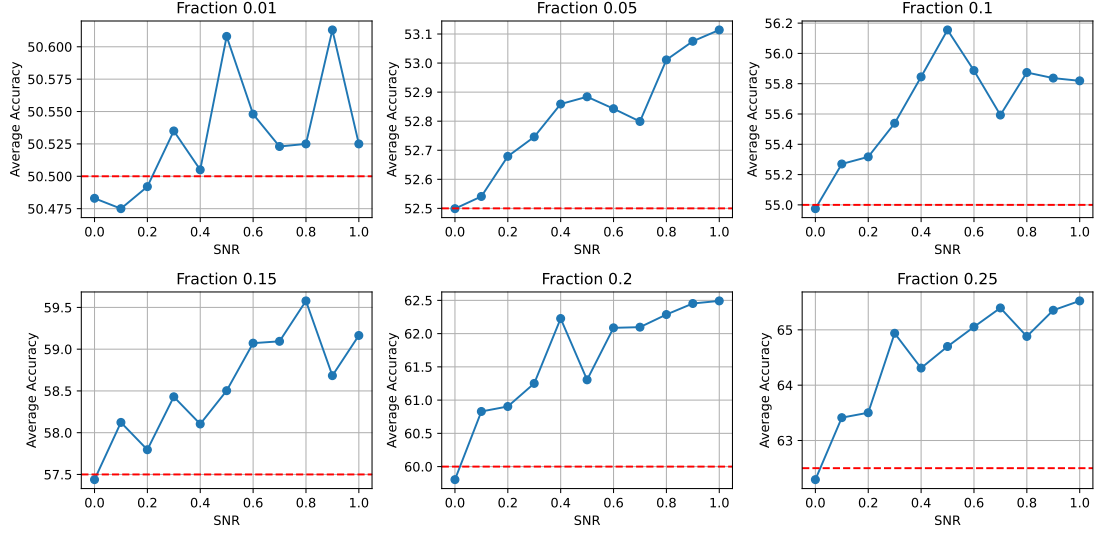 Fraction 0.01
Average Accuracy
50.600
50.575
50.550
50.525
50.500
50.475
0.0 0.2 0.4 0.6 0.8 1.0
SNR
Fraction 0.05
Average Accuracy
53.1
53.0
52.9
52.8
52.7
52.6
52.5
0.0 0.2 0.4 0.6 0.8 1.0
SNR
Fraction 0.1
Average Accuracy
56.2
56.0
55.8
55.6
55.4
55.2
55.0
0.0 0.2 0.4 0.6 0.8 1.0
SNR
Fraction 0.15
Average Accuracy
59.5
59.0
58.5
58.0
57.5
0.0 0.2 0.4 0.6 0.8 1.0
SNR
Fraction 0.2
Average Accuracy
62.5
62.0
61.5
61.0
60.5
60.0
0.0 0.2 0.4 0.6 0.8 1.0
SNR
Fraction 0.25
Average Accuracy
65
64
63
0.0 0.2 0.4 0.6 0.8 1.0
SNR